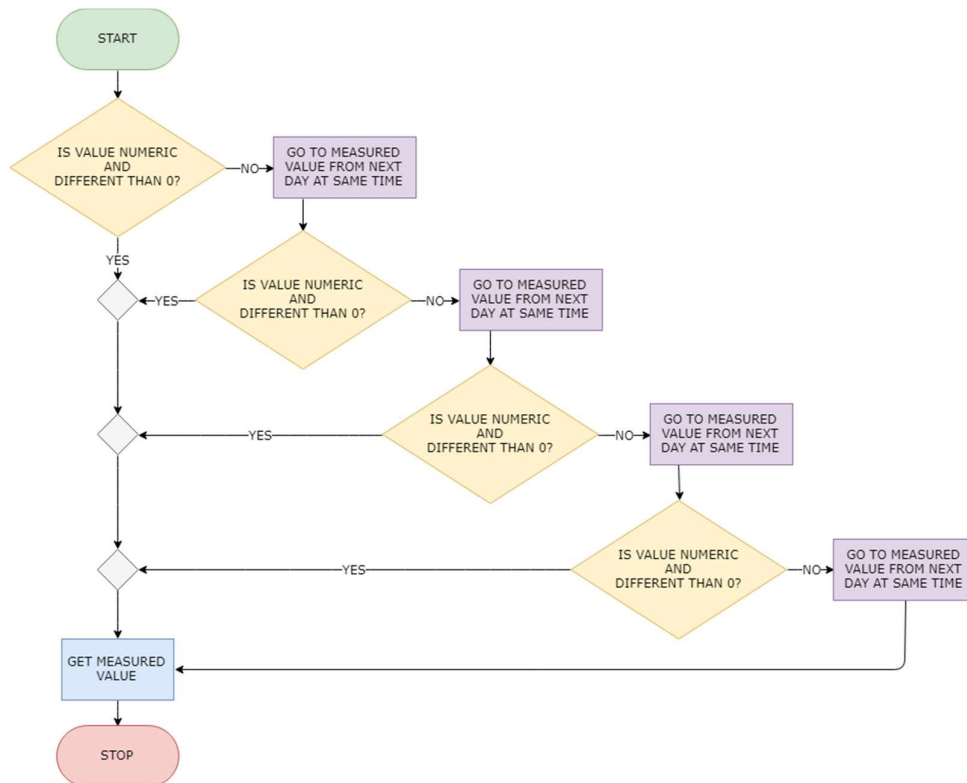 START
IS VALUE NUMERIC
AND
DIFFERENT THAN 0?
NO
GO TO MEASURED
VALUE FROM NEXT
DAY AT SAME TIME
YES
IS VALUE NUMERIC
AND
DIFFERENT THAN 0?
YES
NO
GO TO MEASURED
VALUE FROM NEXT
DAY AT SAME TIME
IS VALUE NUMERIC
AND
DIFFERENT THAN 0?
YES
NO
GO TO MEASURED
VALUE FROM NEXT
DAY AT SAME TIME
IS VALUE NUMERIC
AND
DIFFERENT THAN 0?
YES
NO
GO TO MEASURED
VALUE FROM NEXT
DAY AT SAME TIME
GET MEASURED
VALUE
STOP